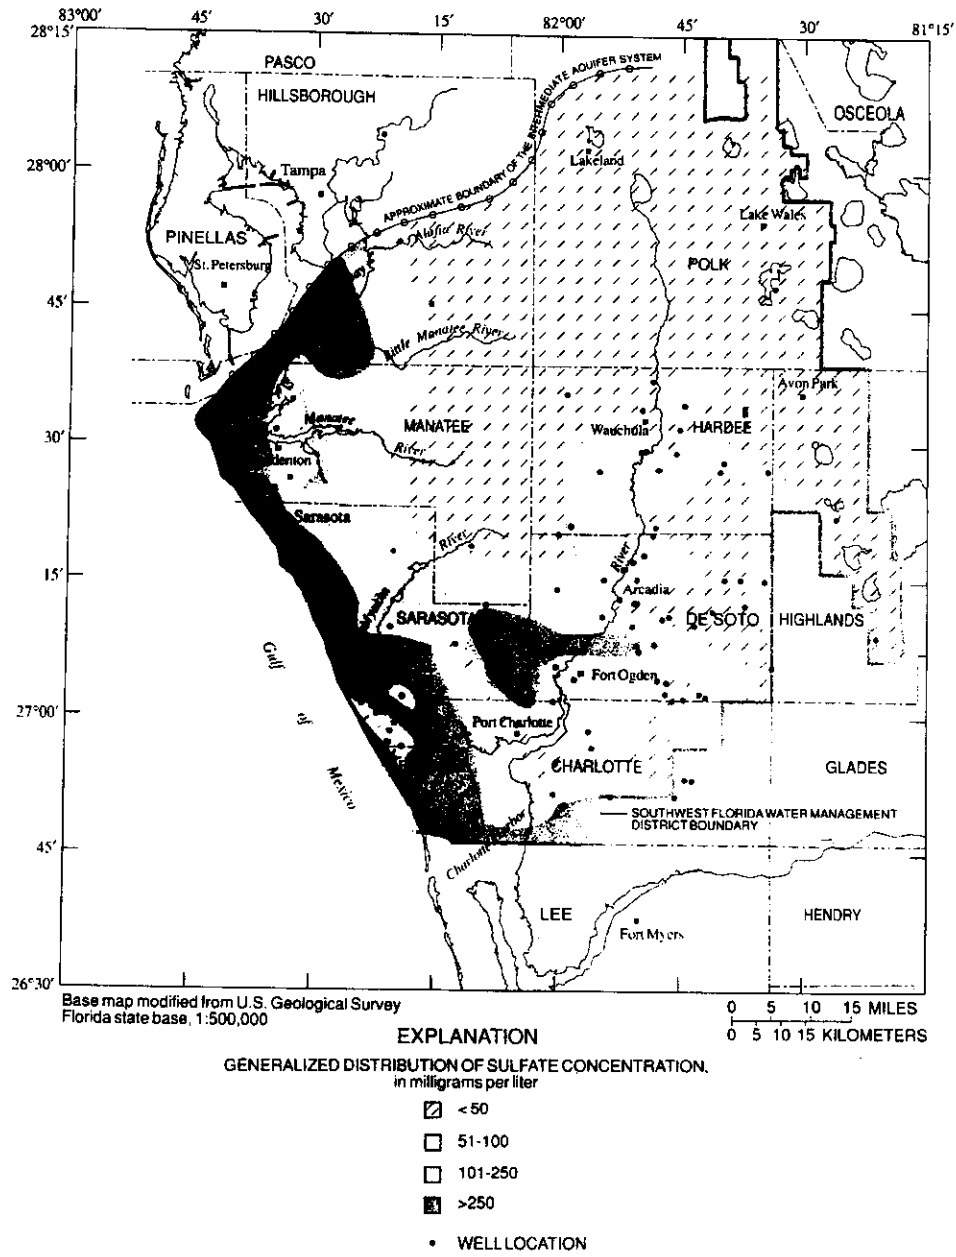 83°00′ 45′ 30′ 15′ 82°00′ 45′ 30′ 81°15′
28°15′
PASCO
HILLSBOROUGH
APPROXIMATE BOUNDARY OF THE INTERMEDIATE AQUIFER SYSTEM
OSCEOLA
28°00′
Lakeland
Tampa
Lake Wales
Alafia River
PINELLAS
St. Petersburg
POLK
45′
Little Manatee River
Avon Park
Manatee
River
MANATEE
Wauchula
HARDEE
30′
Sarasota
River
River
15′
Arcadia
SARASOTA
DE SOTO
HIGHLANDS
Gulf
of
Mexico
Fort Ogden
27°00′
Port Charlotte
CHARLOTTE
GLADES
SOUTHWEST FLORIDA WATER MANAGEMENT
DISTRICT BOUNDARY
45′
LEE
HENDRY
Fort Myers
26°30′
Base map modified from U.S. Geological Survey
Florida state base, 1:500,000
0 5 10 15 MILES
0 5 10 15 KILOMETERS
EXPLANATION
GENERALIZED DISTRIBUTION OF SULFATE CONCENTRATION,
in milligrams per liter
<50
51-100
101-250
>250
WELL LOCATION